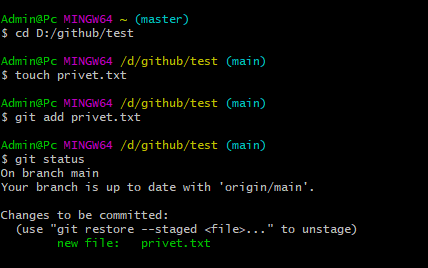 Admin@Pc MINGW64 ~ (master)
$ cd D:/github/test
Admin@Pc MINGW64 /d/github/test (main)
$ touch privet.txt
Admin@Pc MINGW64 /d/github/test (main)
$ git add privet.txt
Admin@Pc MINGW64 /d/github/test (main)
$ git status
On branch main
Your branch is up to date with 'origin/main'.
Changes to be committed:
  (use "git restore --staged <file>..." to unstage)
        new file:   privet.txt